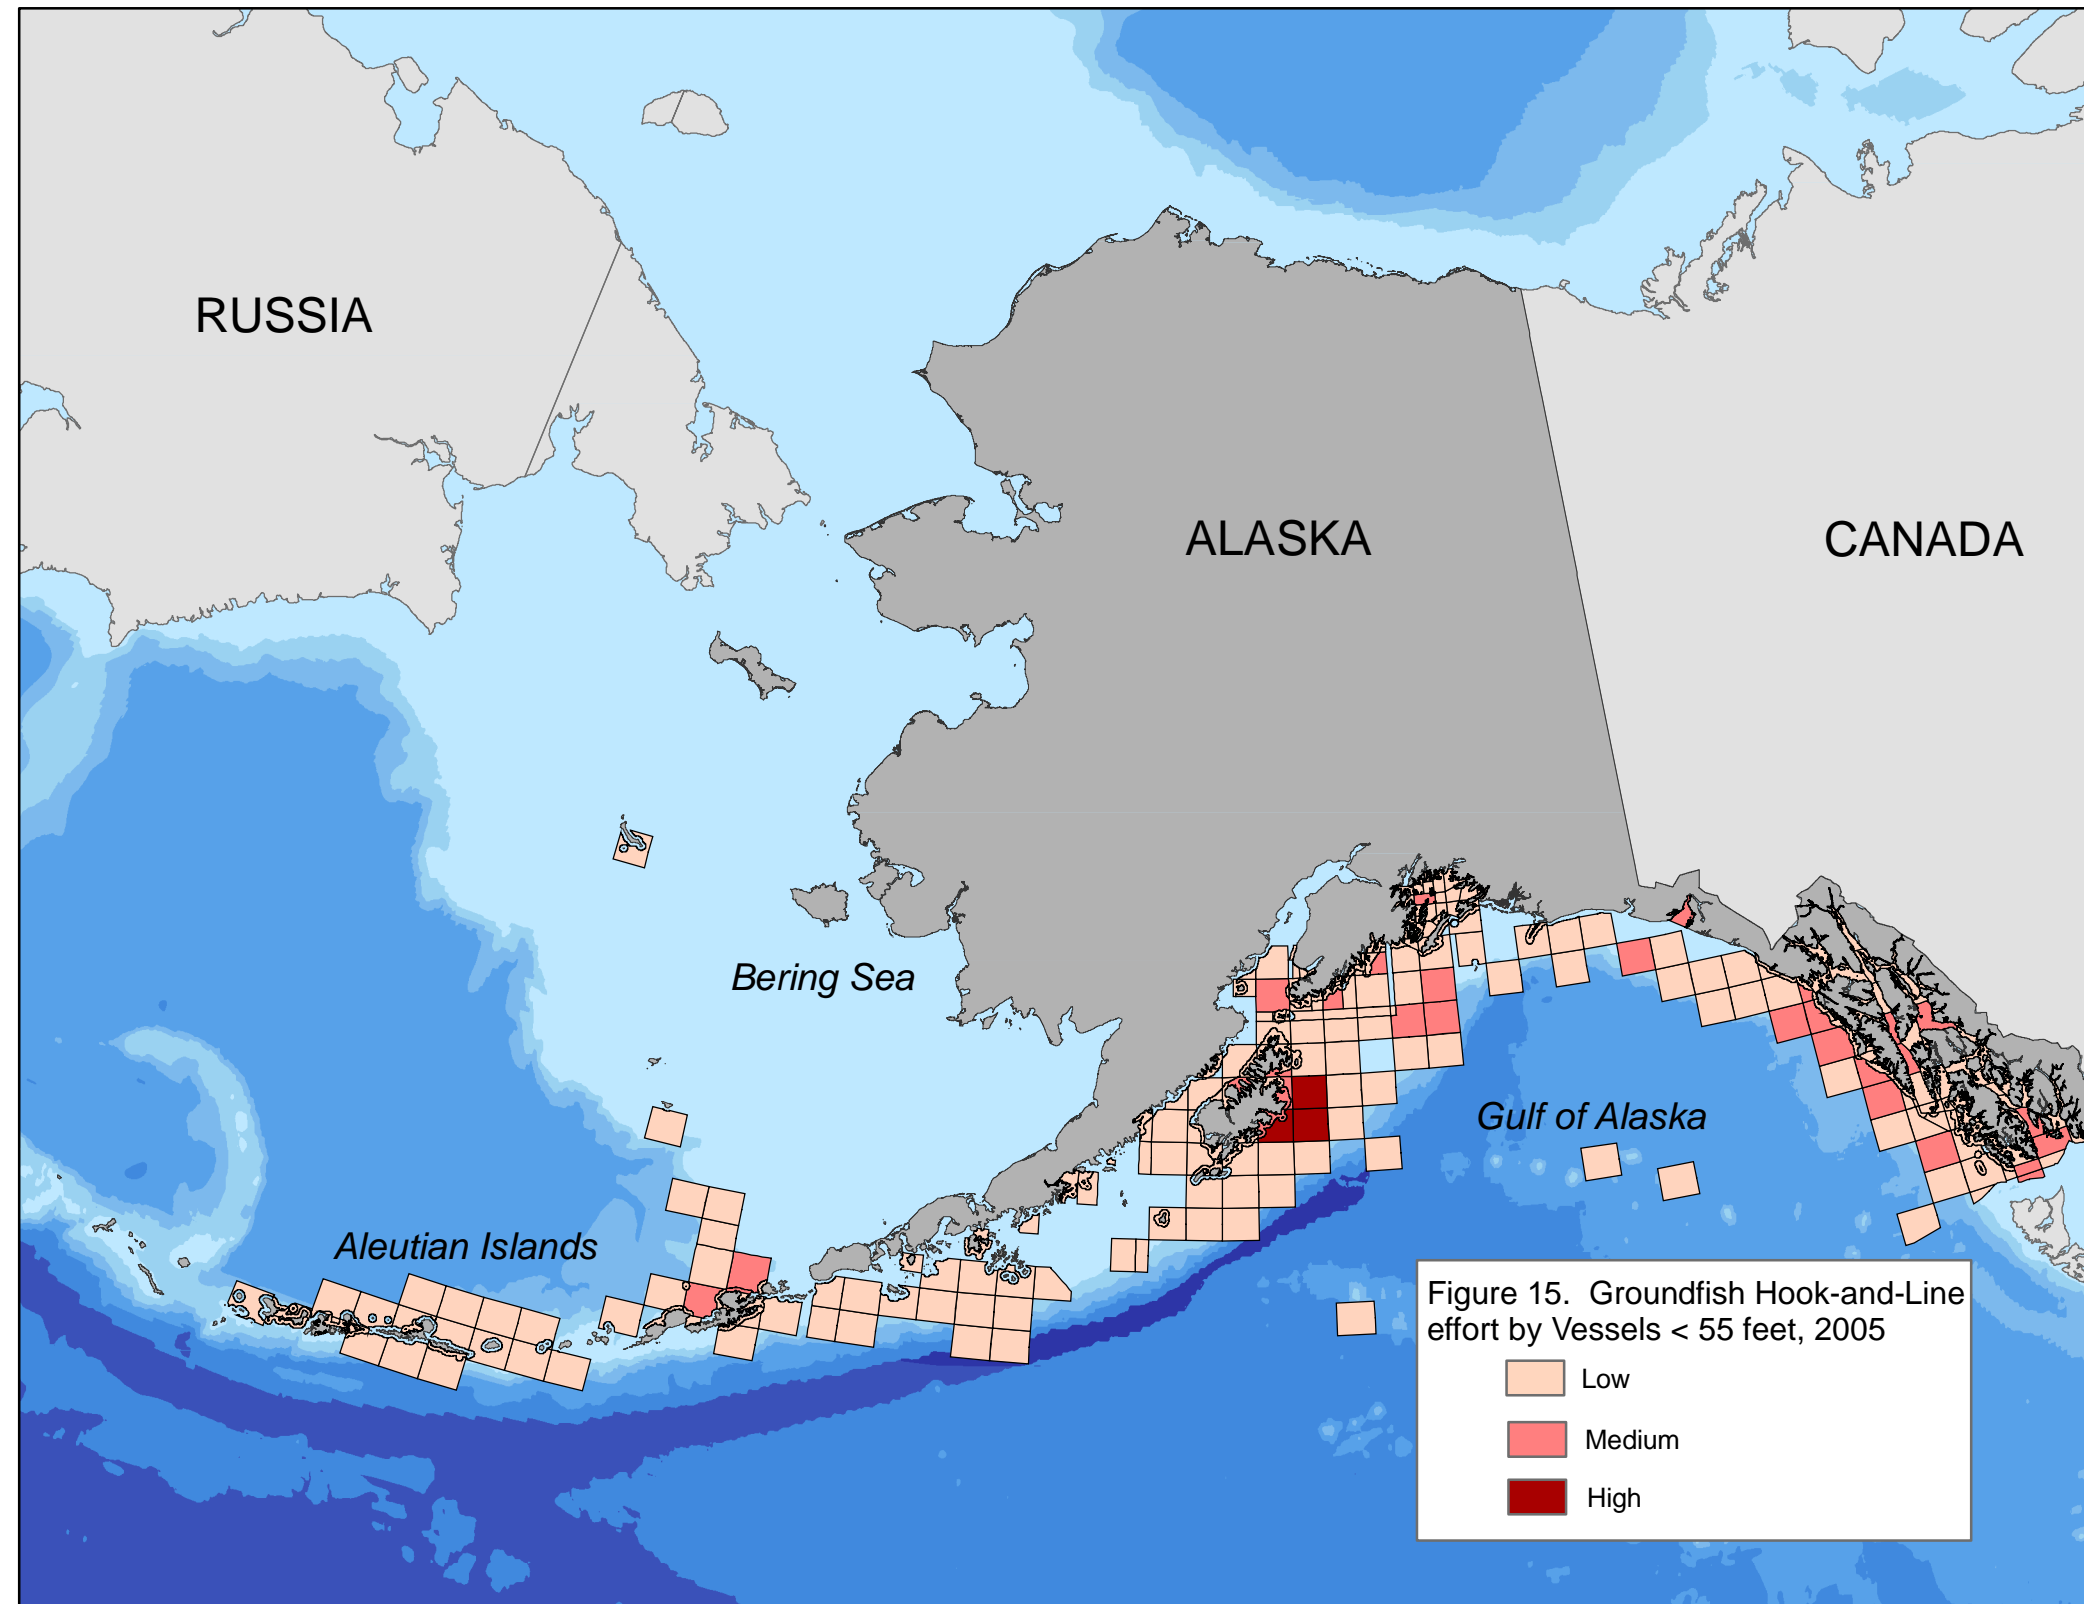 RUSSIA
ALASKA
CANADA
Bering Sea
Gulf of Alaska
Aleutian Islands
Figure 15.  Groundfish Hook-and-Line
effort by Vessels < 55 feet, 2005
Low
Medium
High